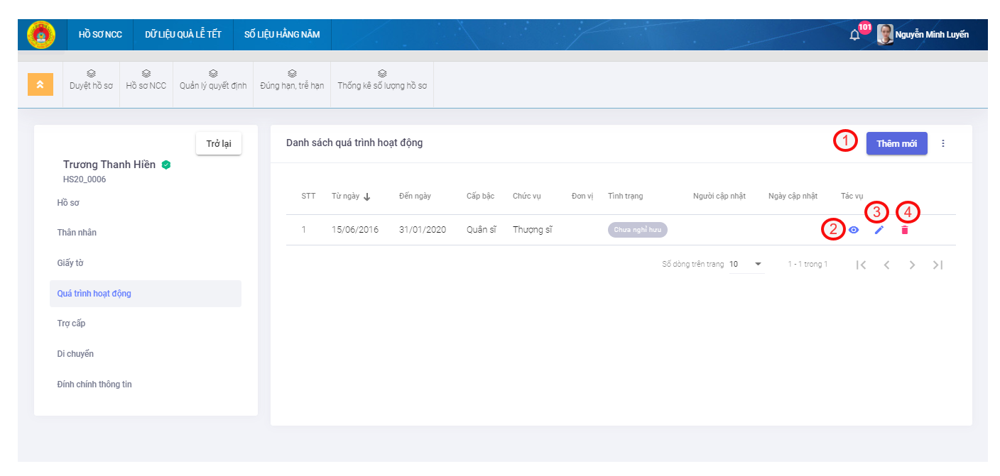 HỒ SƠ NCC DỮ LIỆU QUÀ LỄ TẾT SỐ LIỆU HẰNG NĂM 101 Nguyễn Minh Luyến
Duyệt hồ sơ Hồ sơ NCC Quản lý quyết định Đúng hạn, trễ hạn Thống kê số lượng hồ sơ
Trở lại
Trương Thanh Hiền
HS20_0006
Hồ sơ
Thân nhân
Giấy tờ
Quá trình hoạt động
Trợ cấp
Di chuyển
Đính chính thông tin
Danh sách quá trình hoạt động 1 Thêm mới
STT Từ ngày Đến ngày Cấp bậc Chức vụ Đơn vị Tình trạng Người cập nhật Ngày cập nhật Tác vụ
3 4
1 15/06/2016 31/01/2020 Quân sĩ Thượng sĩ Chưa nghỉ hưu 2
Số dòng trên trang 10 1 - 1 trong 1